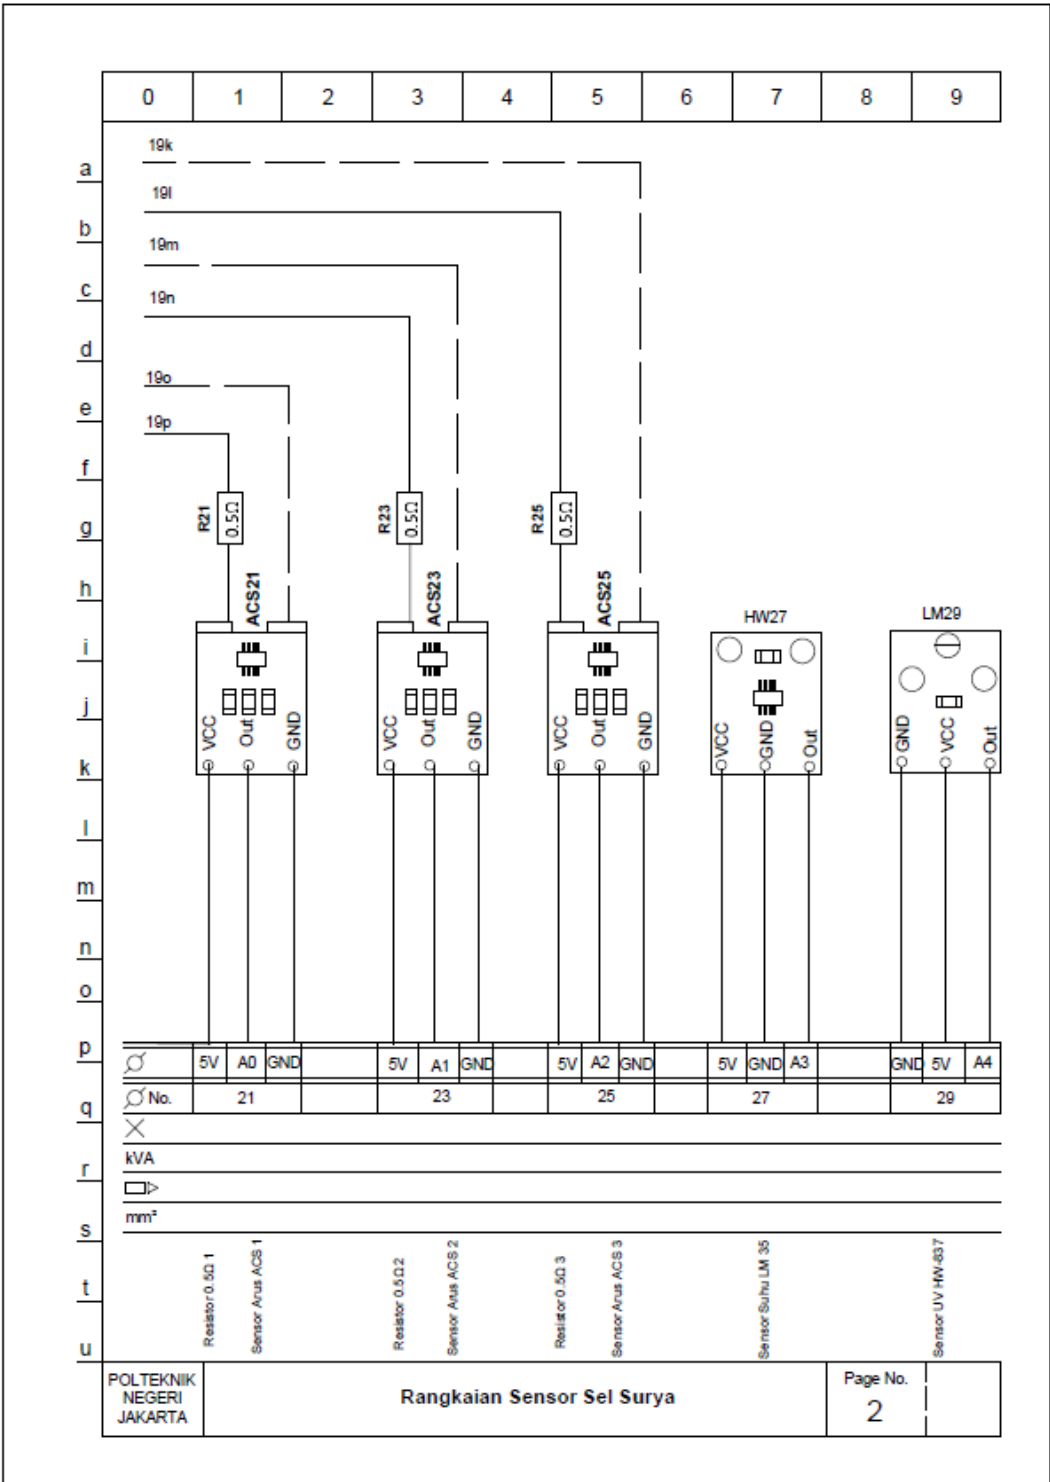 0 1 2 3 4 5 6 7 8 9
19k
a
19l
b
19m
c
19n
d
19o
e
19p
f
R21 0.5Ω R23 0.5Ω R25 0.5Ω
g
h
ACS21 ACS23 ACS25
HW27 LM29
i
j
VCC Out GND VCC Out GND VCC Out GND VCC GND Out GND VCC Out
k
l
m
n
o
p
5V A0 GND 5V A1 GND 5V A2 GND 5V GND A3 GND 5V A4
No. 21 23 25 27 29
q
kVA
r
mm²
s
Resistor 0.5Ω 1
Sensor Arus ACS 1
Resistor 0.5Ω 2
Sensor Arus ACS 2
Resistor 0.5Ω 3
Sensor Arus ACS 3
Sensor Suhu LM 35
Sensor UV HW-837
t
u
POLTEKNIK
NEGERI
JAKARTA
Rangkaian Sensor Sel Surya
Page No.
2